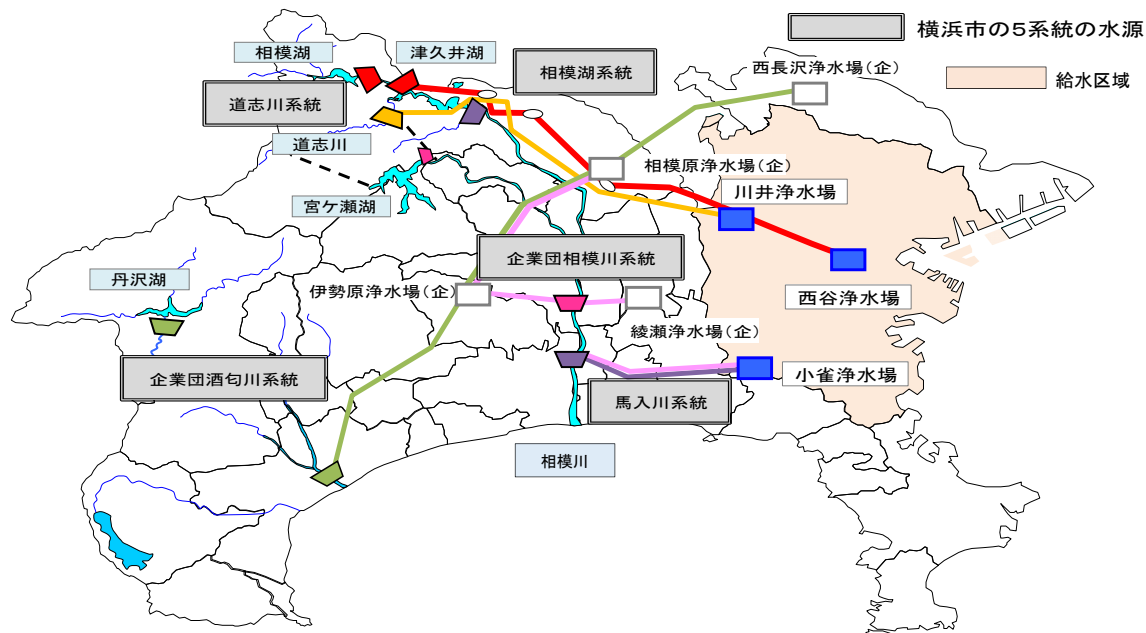 横浜市の5系統の水源
給水区域
相模湖
津久井湖
相模湖系統
西長沢浄水場(企)
道志川系統
道志川
相模原浄水場(企)
川井浄水場
宮ケ瀬湖
企業団相模川系統
丹沢湖
伊勢原浄水場(企)
西谷浄水場
綾瀬浄水場(企)
企業団酒匂川系統
小雀浄水場
馬入川系統
相模川